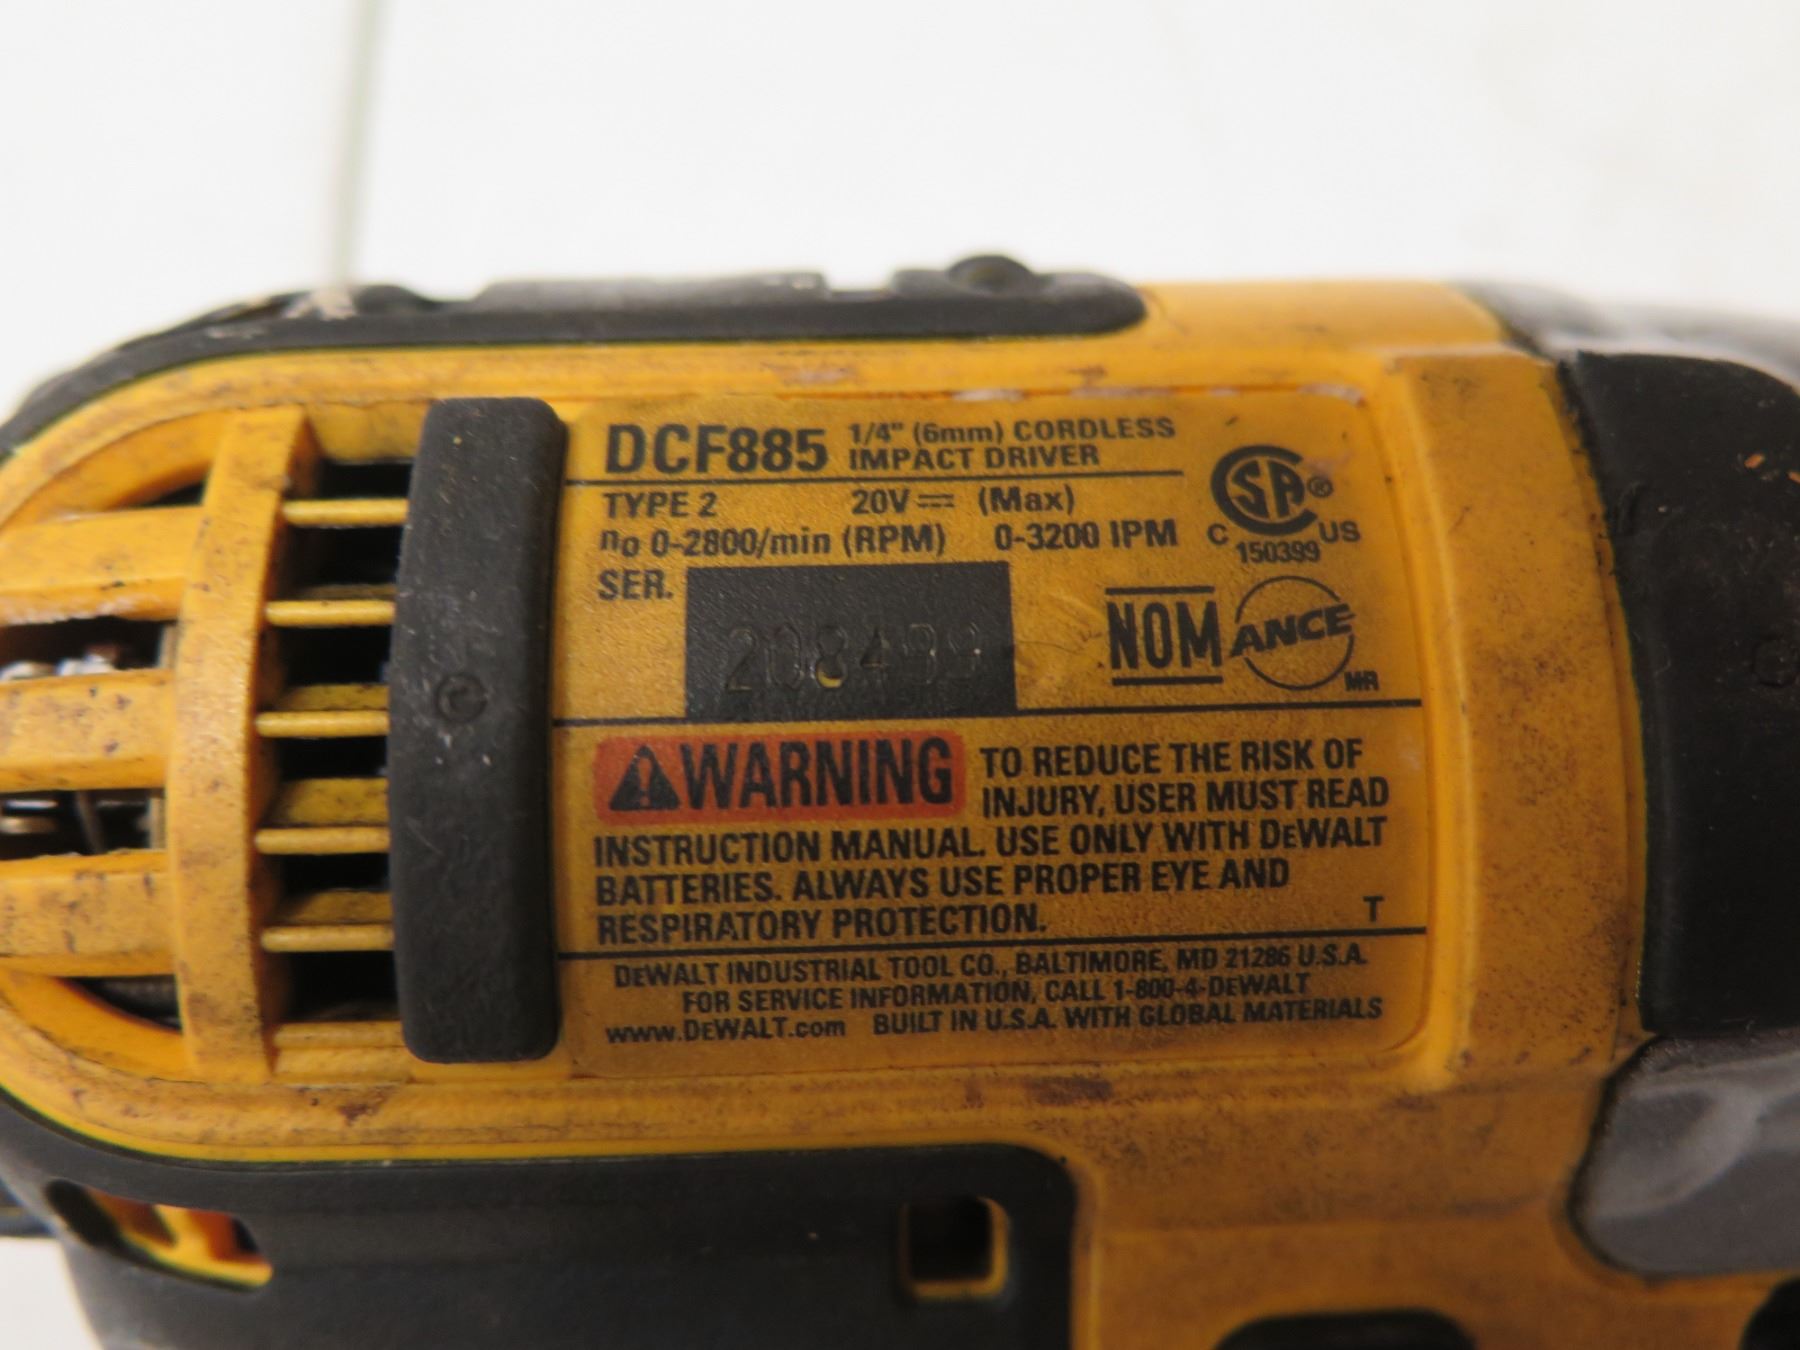 DCF885 1/4" (6mm) CORDLESS
IMPACT DRIVER
TYPE 2 20V⎓ (Max)
no 0-2800/min (RPM) 0-3200 IPM
CSA®
C US
150399
SER.
NOM ANCE
MR
WARNING TO REDUCE THE RISK OF
INJURY, USER MUST READ
INSTRUCTION MANUAL. USE ONLY WITH DEWALT
BATTERIES. ALWAYS USE PROPER EYE AND
RESPIRATORY PROTECTION. T
DEWALT INDUSTRIAL TOOL CO., BALTIMORE, MD 21286 U.S.A.
FOR SERVICE INFORMATION, CALL 1-800-4-DEWALT
www.DEWALT.com BUILT IN U.S.A. WITH GLOBAL MATERIALS